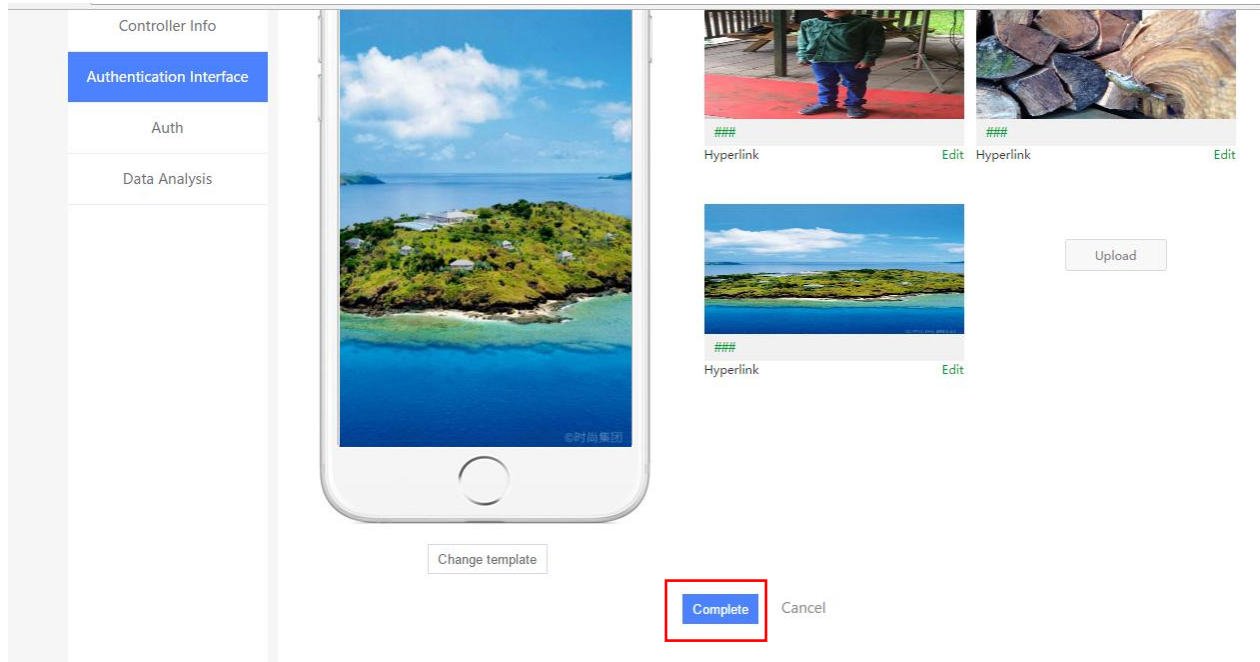 Controller Info
Authentication Interface
Auth
Data Analysis
©时尚集团
Change template
###
Hyperlink Edit
###
Hyperlink Edit
###
Hyperlink Edit
Upload
Complete Cancel